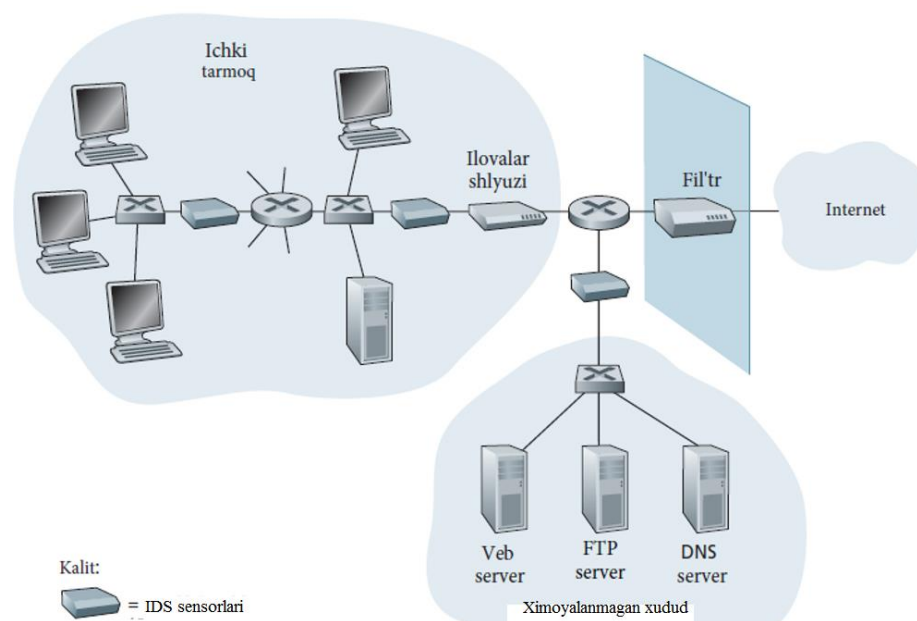 Ichki
tarmoq
Ilovalar
shlyuzi
Fil'tr
Internet
Veb
server
FTP
server
DNS
server
Kalit:
= IDS sensorlari
Ximoyalanmagan xudud